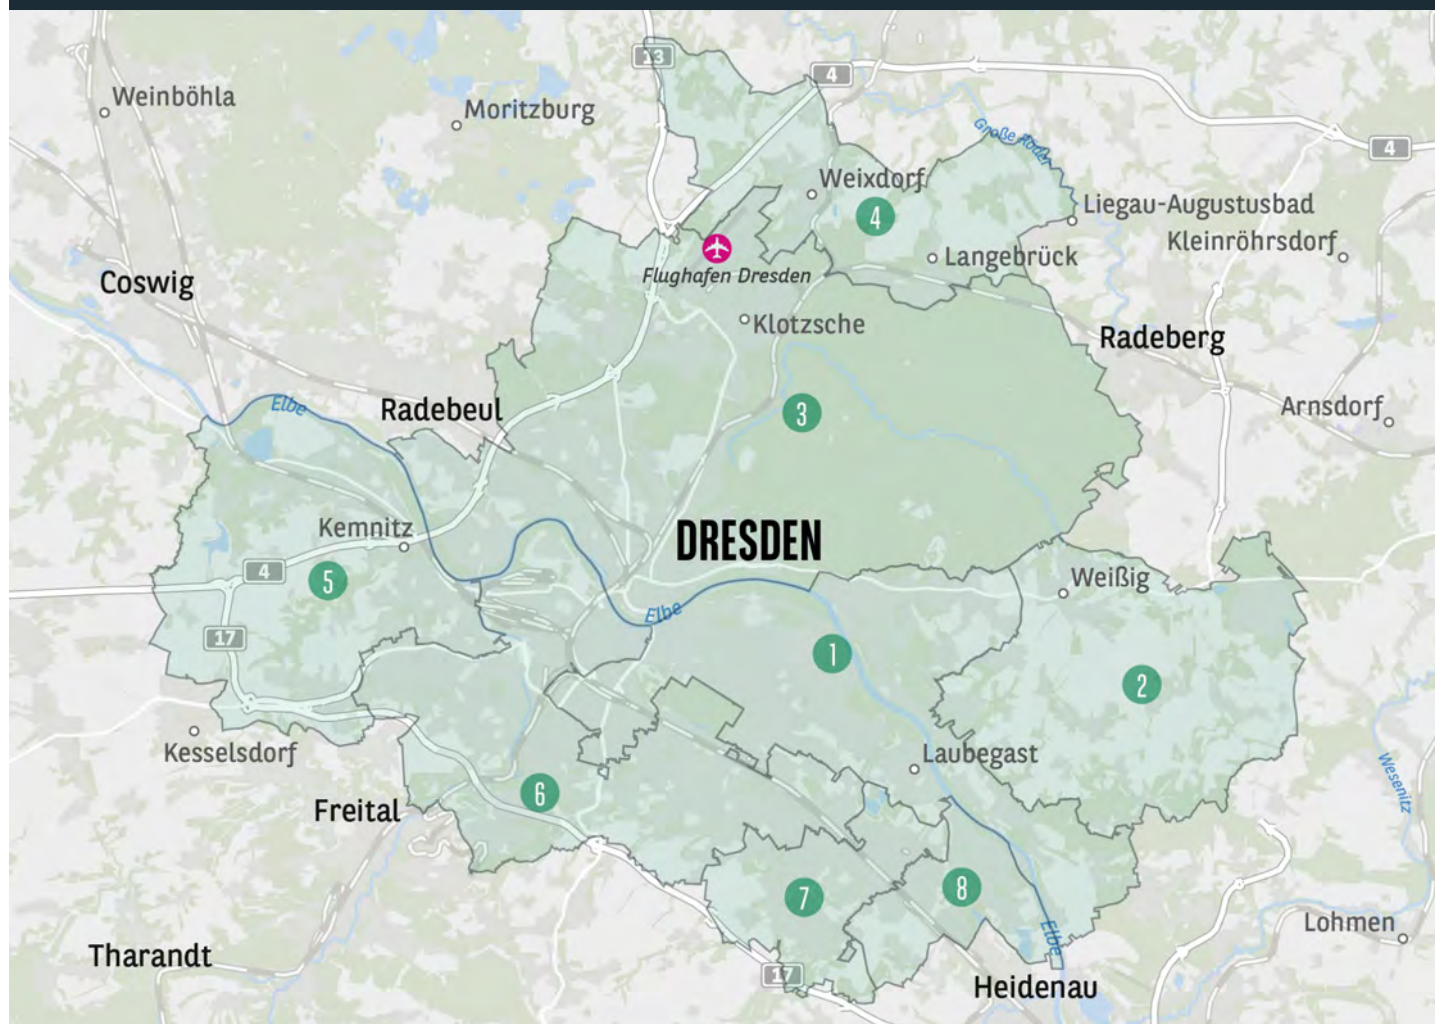 13
4
Weinböhla
Moritzburg
Große Röder
4
Weixdorf
4
Liegau-Augustusbad
Kleinröhrsdorf
Langebrück
Flughafen Dresden
Coswig
Klotzsche
Radeberg
Elbe
Radebeul
3
Arnsdorf
Kemnitz
DRESDEN
4
5
Weißig
Elbe
17
1
2
Kesselsdorf
Laubegast
Wesenitz
6
Freital
7
8
Elbe
Lohmen
Tharandt
17
Heidenau